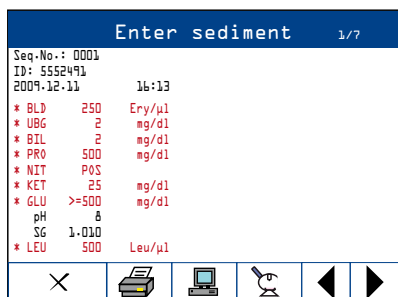 Enter sediment 1/7
Seq.No.: 0001
ID: 5552491
2009.12.11 16:13
* BLD 250 Ery/µl
* UBG 2 mg/dl
* BIL 2 mg/dl
* PRO 500 mg/dl
* NIT POS
* KET 25 mg/dl
* GLU >=500 mg/dl
pH 8
SG 1.010
* LEU 500 Leu/µl